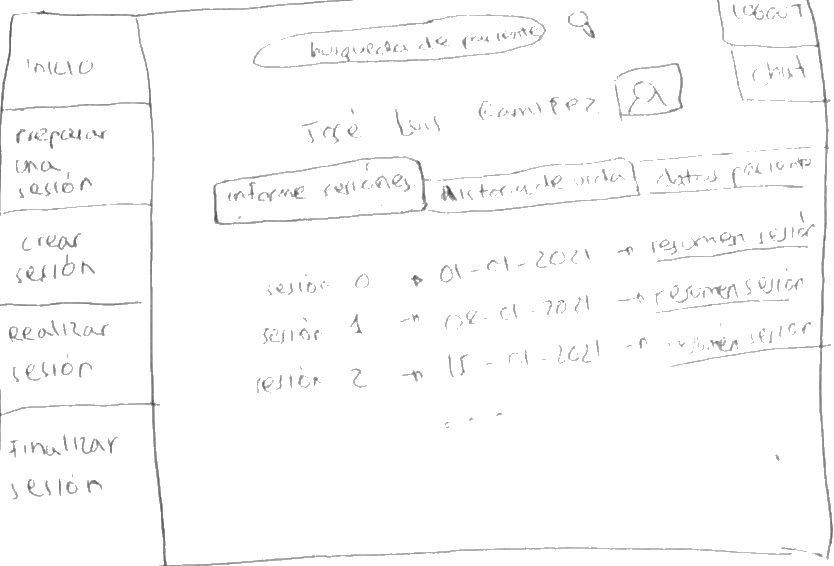 inicio
preparar
una
sesión
crear
sesión
Realizar
sesión
Finalizar
sesión
busqueda de paciente
logout
chat
José Luis Ramirez
informe sesiones
historia de vida
datos paciente
sesión 0 → 01-01-2021 → resumen sesión
sesión 1 → 08-01-2021 → resumen sesión
sesión 2 → 15-01-2021 → resumen sesión
...